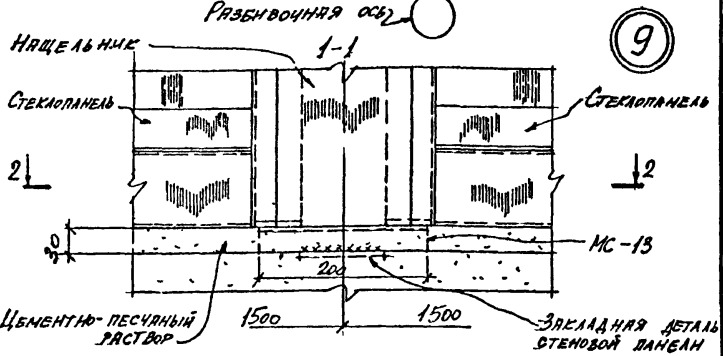 РАЗБИВОЧНАЯ ОСЬ
НАЩЕЛЬНИК
1-1
9
СТЕКЛОПАНЕЛЬ
СТЕКЛОПАНЕЛЬ
2
2
30
МС-13
200
ЦЕМЕНТНО-ПЕСЧАНЫЙ
РАСТВОР
1500
1500
ЗАКЛАДНАЯ ДЕТАЛЬ
СТЕНОВОЙ ПАНЕЛИ